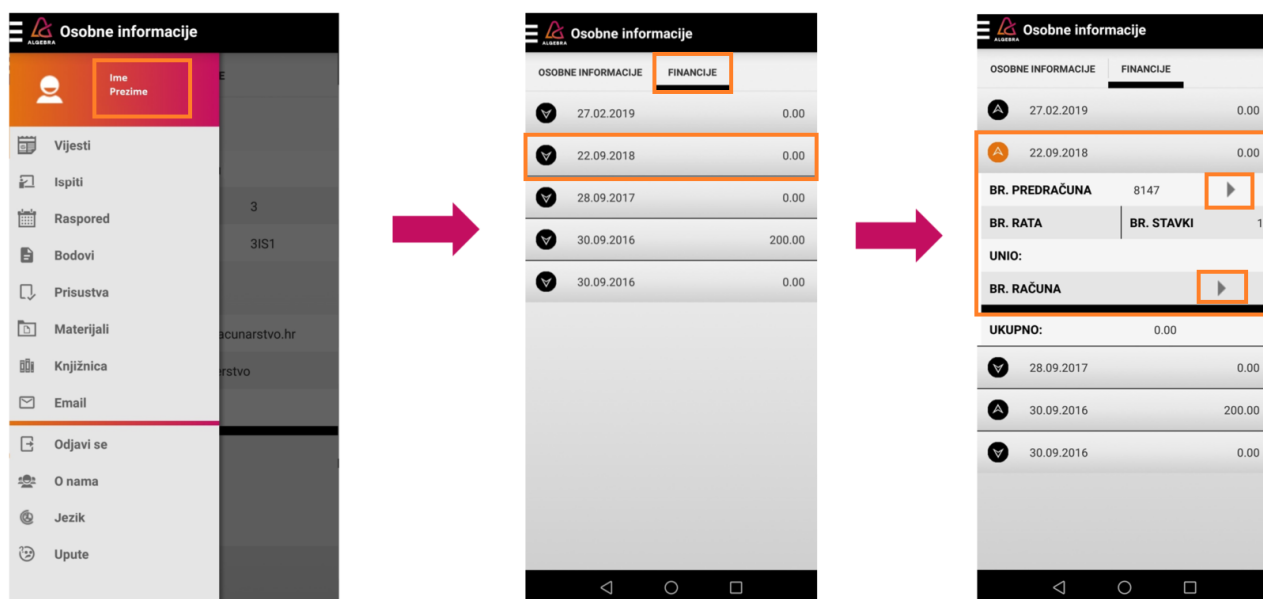 ALGEBRA
Osobne informacije
Ime
Prezime
E
Vijesti
Ispiti
Raspored
3
Bodovi
3IS1
Prisustva
Materijali
acunarstvo.hr
Knjižnica
erstvo
Email
Odjavi se
O nama
Jezik
Upute
ALGEBRA
Osobne informacije
OSOBNE INFORMACIJE FINANCIJE
27.02.2019 0.00
22.09.2018 0.00
28.09.2017 0.00
30.09.2016 200.00
30.09.2016 0.00
ALGEBRA
Osobne informacije
OSOBNE INFORMACIJE FINANCIJE
27.02.2019 0.00
22.09.2018 0.00
BR. PREDRAČUNA 8147
BR. RATA BR. STAVKI 1
UNIO:
BR. RAČUNA
UKUPNO: 0.00
28.09.2017 0.00
30.09.2016 200.00
30.09.2016 0.00